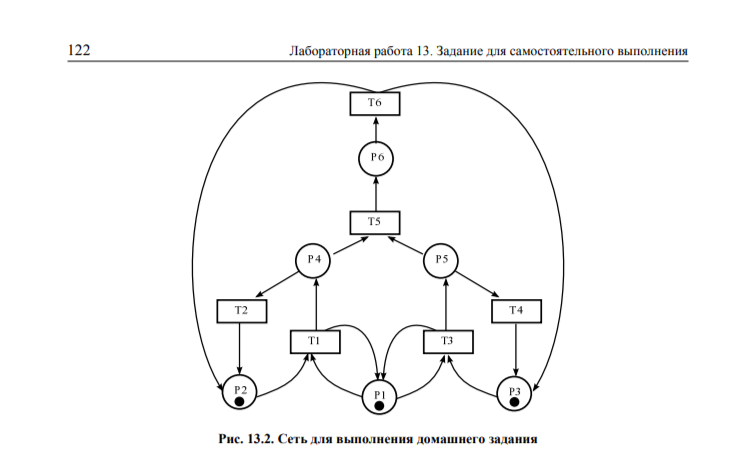 122
Лабораторная работа 13. Задание для самостоятельного выполнения
T6
P6
T5
P4
P5
T2
T4
T1
T3
P2
P1
P3
Рис. 13.2. Сеть для выполнения домашнего задания